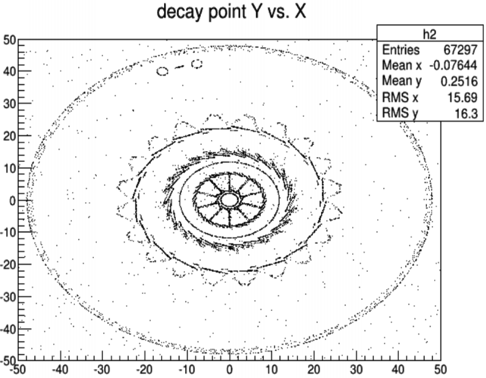 decay point Y vs. X
h2
Entries 67297
Mean x -0.07644
Mean y 0.2516
RMS x 15.69
RMS y 16.3
50
40
30
20
10
0
-10
-20
-30
-40
-50
-50 -40 -30 -20 -10 0 10 20 30 40 50